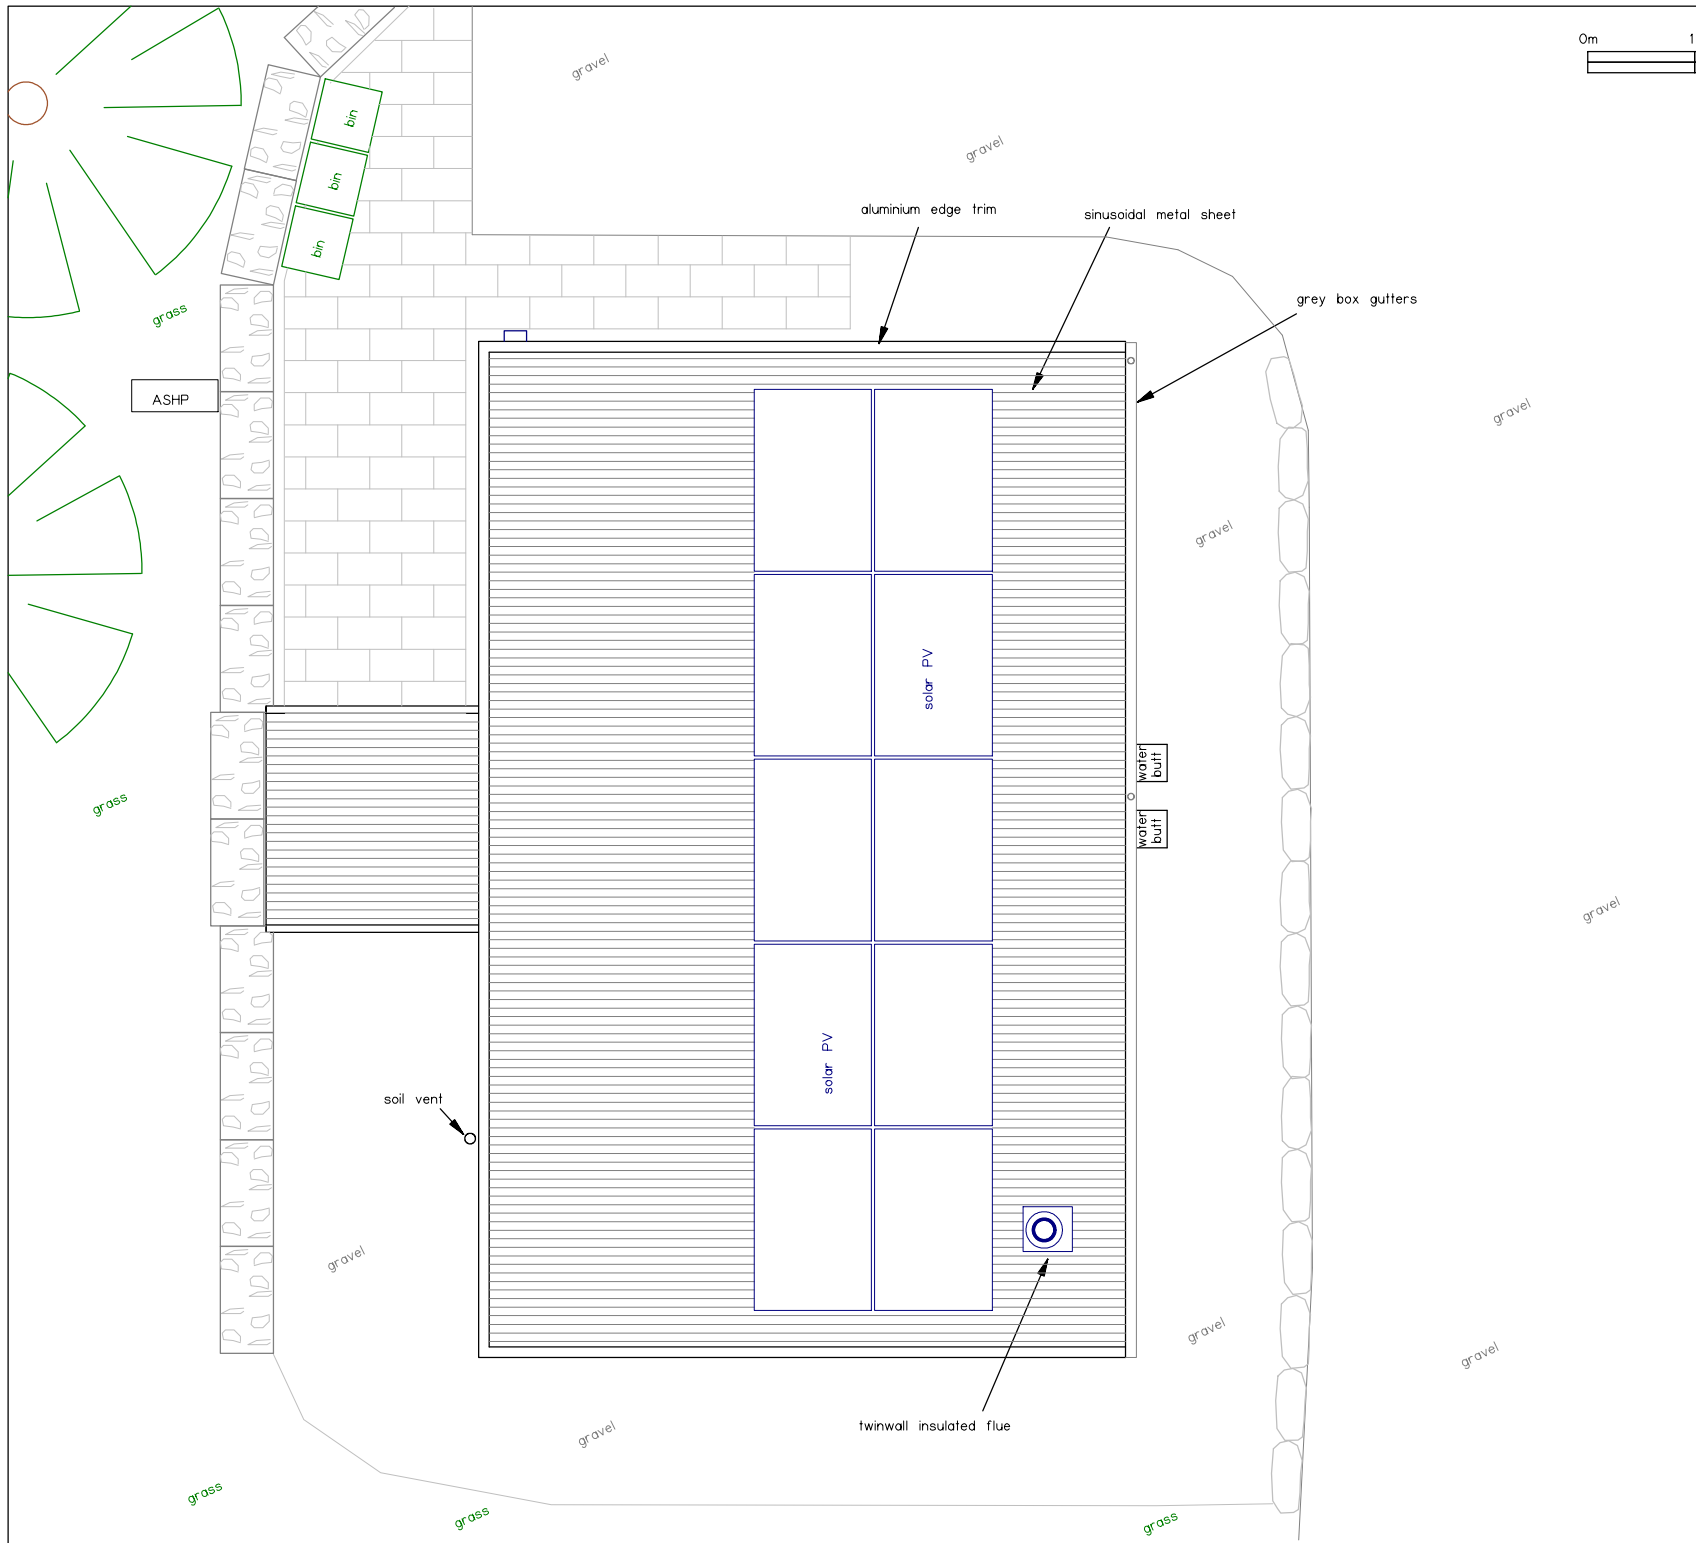 0m 1
gravel
bin
gravel
bin
aluminium edge trim
sinusoidal metal sheet
bin
grey box gutters
grass
ASHP
gravel
gravel
solar PV
water
butt
grass
water
butt
gravel
solar PV
soil vent
gravel
gravel
gravel
twinwall insulated flue
gravel
grass
grass
grass